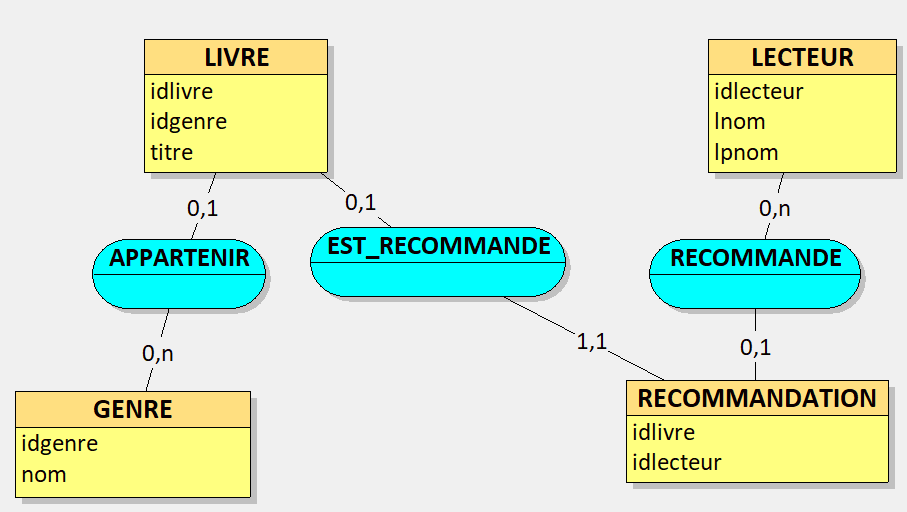 LIVRE
idlivre
idgenre
titre
LECTEUR
idlecteur
lnom
lpnom
0,1
0,1
0,n
APPARTENIR
EST_RECOMMANDE
RECOMMANDE
0,n
1,1
0,1
GENRE
idgenre
nom
RECOMMANDATION
idlivre
idlecteur